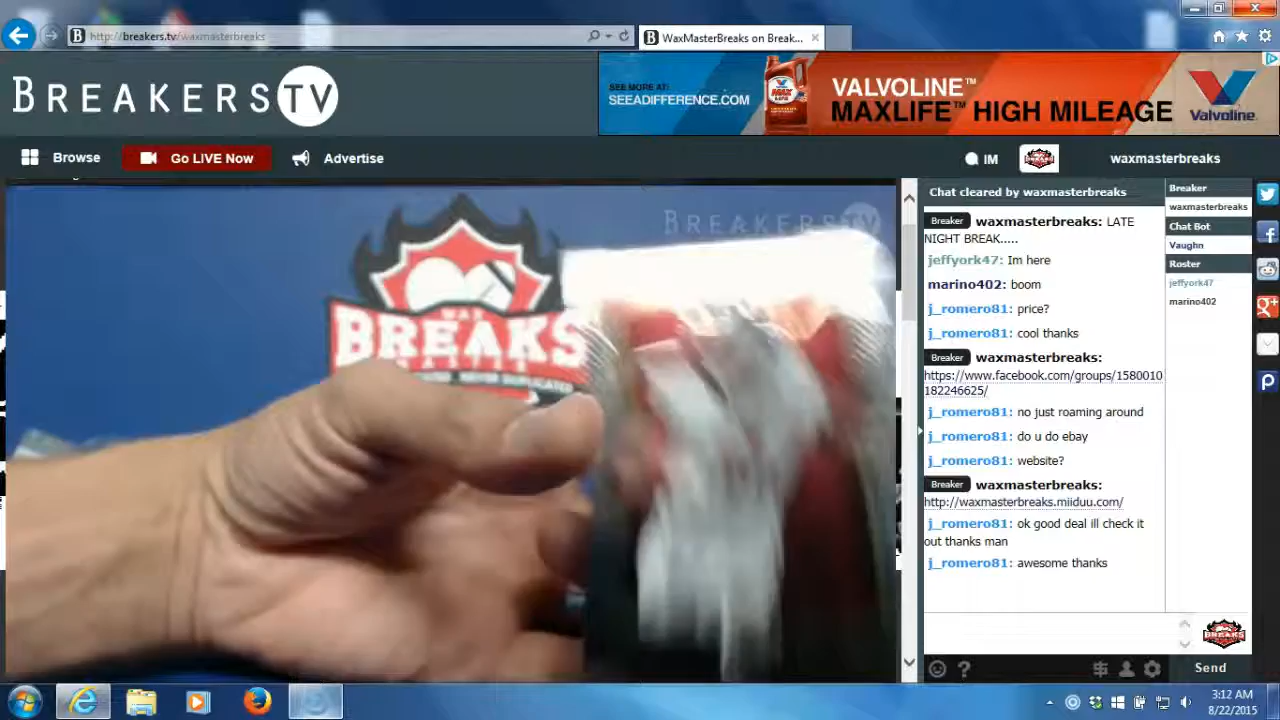 http://breakers.tv/waxmasterbreaks
WaxMasterBreaks on Break...
BREAKERSTV
SEE MORE AT:
SEEADIFFERENCE.COM
VALVOLINE™
MAXLIFE™ HIGH MILEAGE
Valvoline
Browse
Go LIVE Now
Advertise
IM
waxmasterbreaks
BREAKERSTV
BREAKS
Chat cleared by waxmasterbreaks
Breaker waxmasterbreaks: LATE
NIGHT BREAK.....
jeffyork47: Im here
marino402: boom
j_romero81: price?
j_romero81: cool thanks
Breaker waxmasterbreaks:
https://www.facebook.com/groups/1580010
182246625/
j_romero81: no just roaming around
j_romero81: do u do ebay
j_romero81: website?
Breaker waxmasterbreaks:
http://waxmasterbreaks.miiduu.com/
j_romero81: ok good deal ill check it
out thanks man
j_romero81: awesome thanks
Breaker
waxmasterbreaks
Chat Bot
Vaughn
Roster
jeffyork47
marino402
BREAKS
Send
3:12 AM
8/22/2015